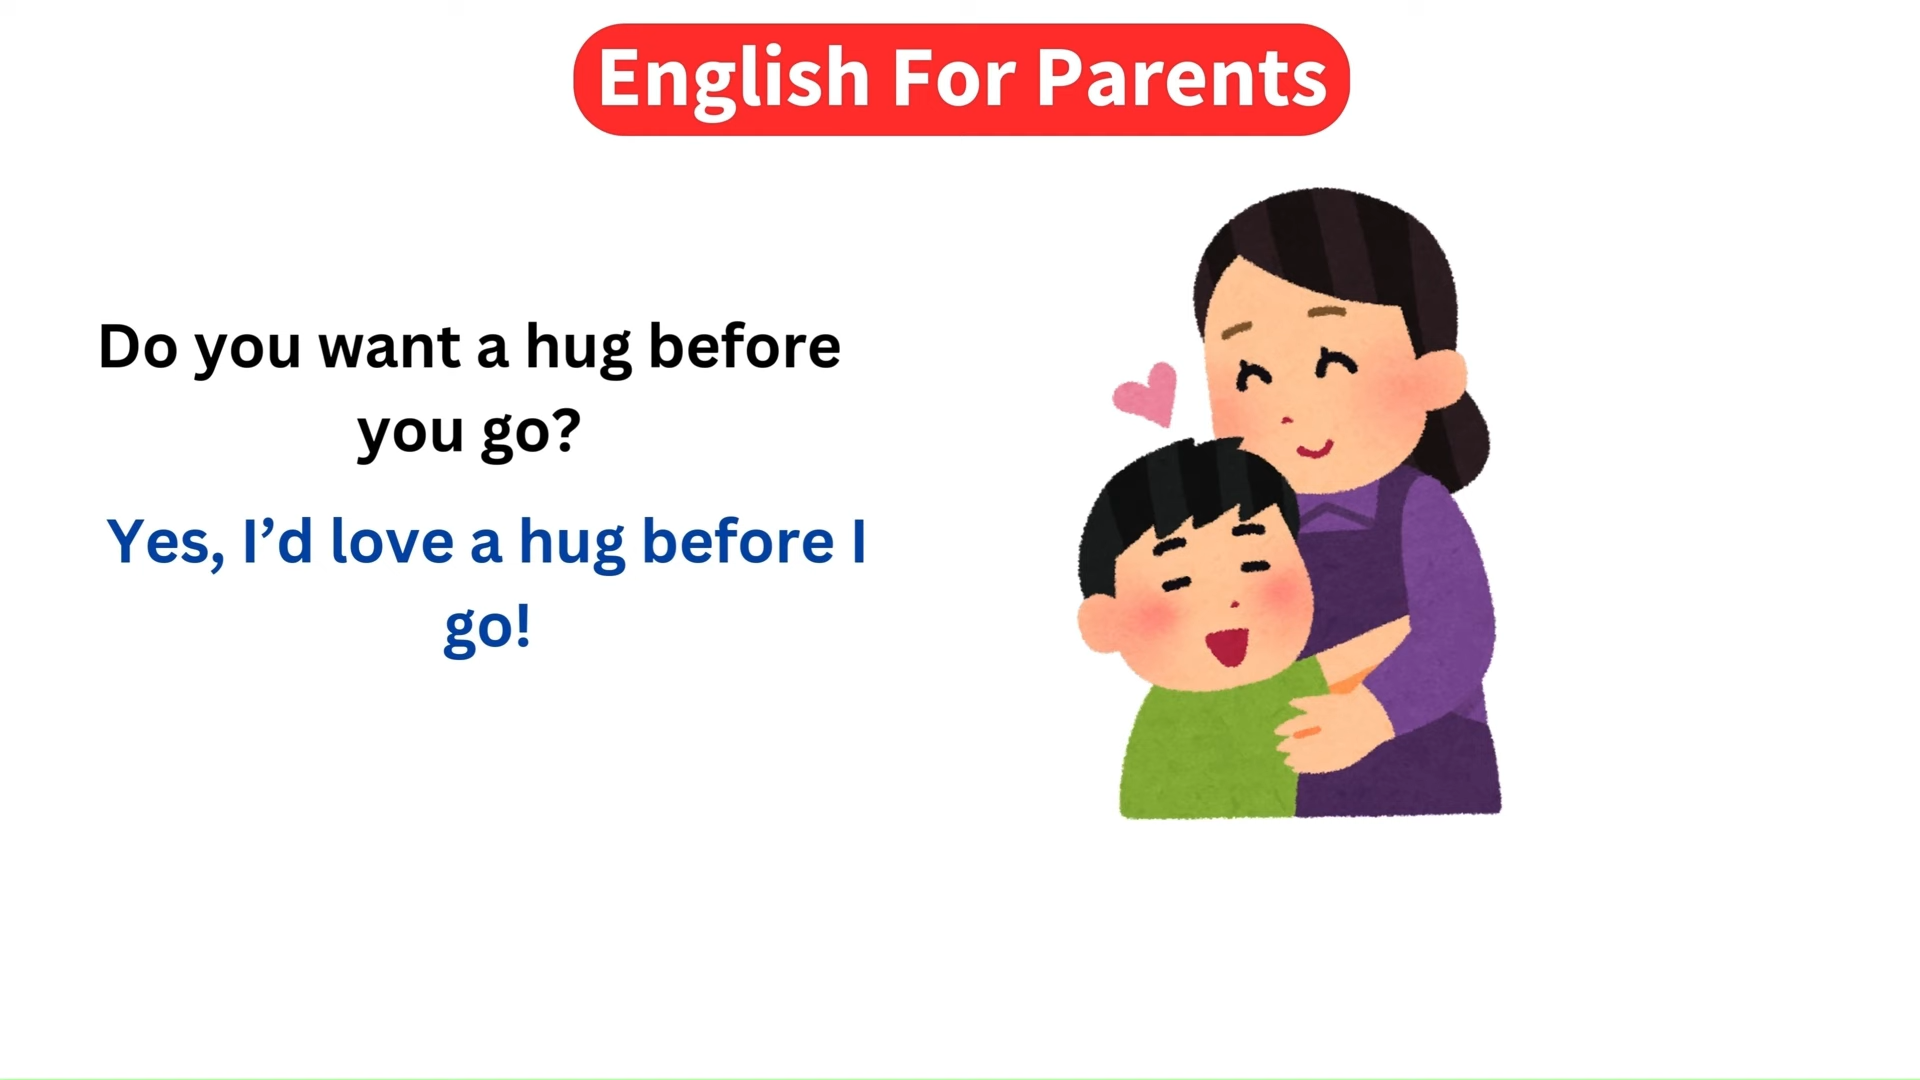 English For Parents
Do you want a hug before
you go?
Yes, I’d love a hug before I
go!